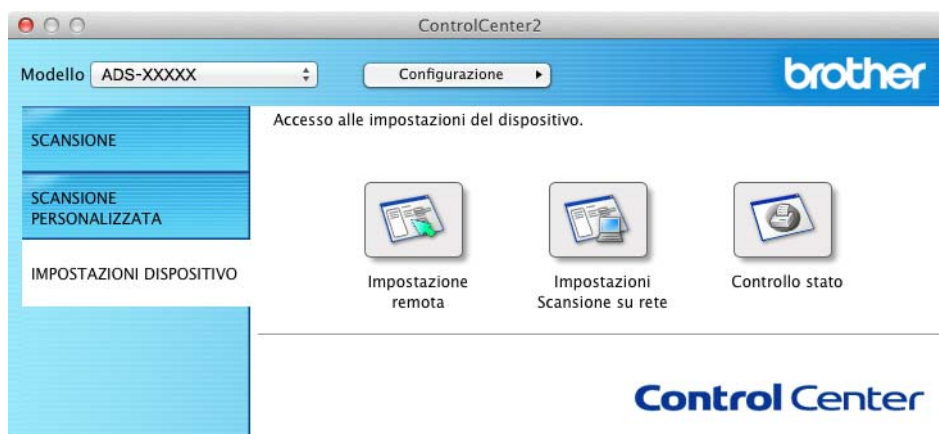 ControlCenter2
Modello ADS-XXXXX Configurazione
brother
SCANSIONE
SCANSIONE
PERSONALIZZATA
IMPOSTAZIONI DISPOSITIVO
Accesso alle impostazioni del dispositivo.
Impostazione
remota
Impostazioni
Scansione su rete
Controllo stato
Control Center